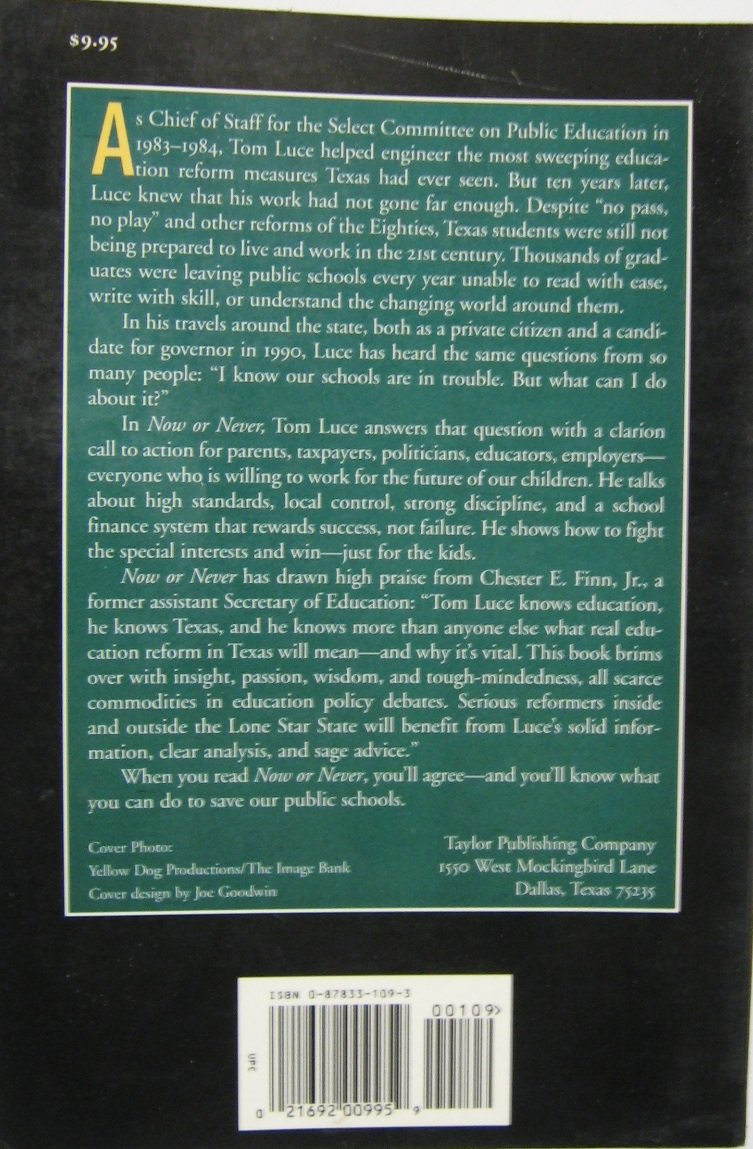 $9.95
As Chief of Staff for the Select Committee on Public Education in
1983–1984, Tom Luce helped engineer the most sweeping educa-
tion reform measures Texas had ever seen. But ten years later,
Luce knew that his work had not gone far enough. Despite “no pass,
no play” and other reforms of the Eighties, Texas students were still not
being prepared to live and work in the 21st century. Thousands of grad-
uates were leaving public schools every year unable to read with ease,
write with skill, or understand the changing world around them.
In his travels around the state, both as a private citizen and a candi-
date for governor in 1990, Luce has heard the same questions from so
many people: “I know our schools are in trouble. But what can I do
about it?”
In Now or Never, Tom Luce answers that question with a clarion
call to action for parents, taxpayers, politicians, educators, employers—
everyone who is willing to work for the future of our children. He talks
about high standards, local control, strong discipline, and a school
finance system that rewards success, not failure. He shows how to fight
the special interests and win—just for the kids.
Now or Never has drawn high praise from Chester E. Finn, Jr., a
former assistant Secretary of Education: “Tom Luce knows education,
he knows Texas, and he knows more than anyone else what real edu-
cation reform in Texas will mean—and why it’s vital. This book brims
over with insight, passion, wisdom, and tough-mindedness, all scarce
commodities in education policy debates. Serious reformers inside
and outside the Lone Star State will benefit from Luce’s solid infor-
mation, clear analysis, and sage advice.”
When you read Now or Never, you’ll agree—and you’ll know what
you can do to save our public schools.
Cover Photo:
Yellow Dog Productions/The Image Bank
Cover design by Joe Goodwin
Taylor Publishing Company
1550 West Mockingbird Lane
Dallas, Texas 75235
ISBN 0-87833-109-3
00109>
UPC
0 21692 00995 9